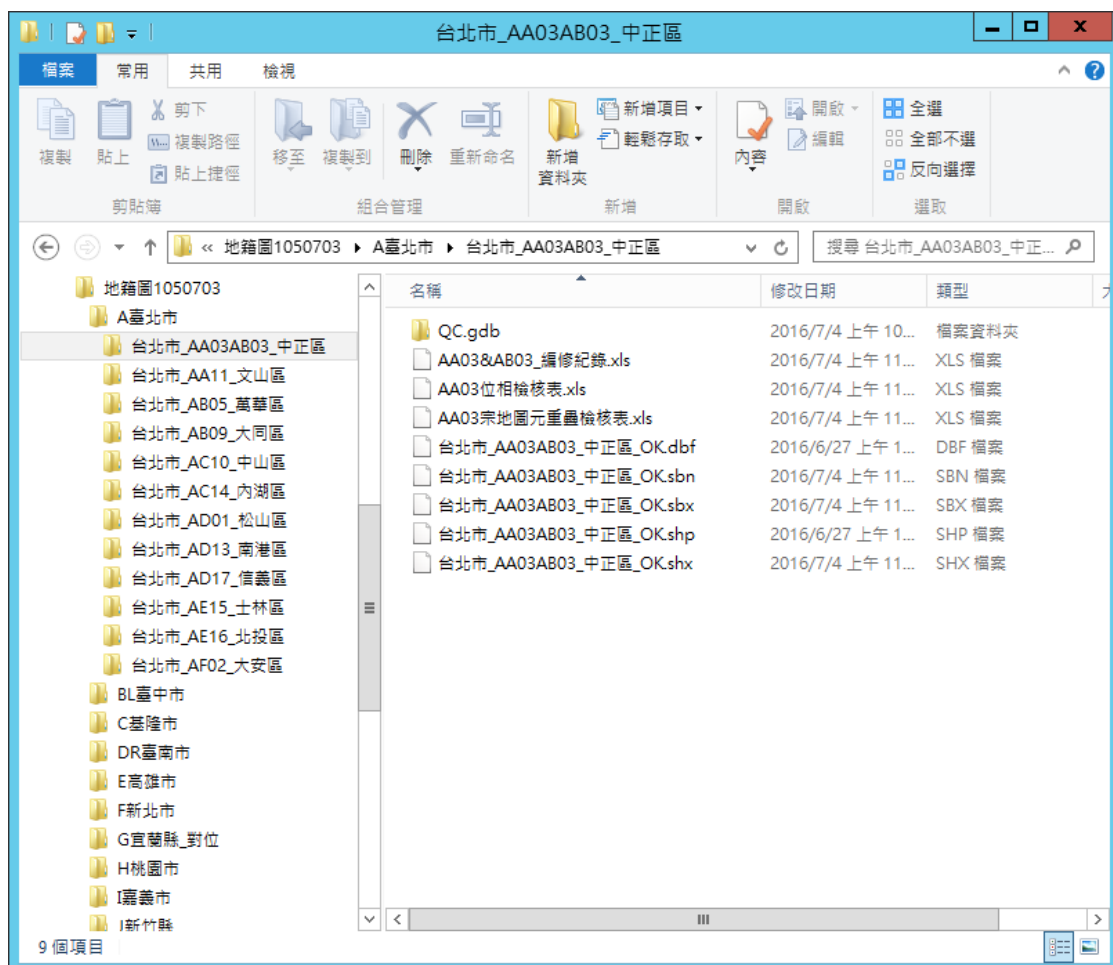 台北市_AA03AB03_中正區
檔案 常用 共用 檢視
複製 貼上 剪下 複製路徑 貼上捷徑
移至 複製到 刪除 重新命名
新增資料夾 新增項目 輕鬆存取
內容 開啟 編輯
全選 全部不選 反向選擇
剪貼簿 組合管理 新增 開啟 選取
« 地籍圖1050703 A臺北市 台北市_AA03AB03_中正區
搜尋 台北市_AA03AB03_中正...
地籍圖1050703
A臺北市
台北市_AA03AB03_中正區
台北市_AA11_文山區
台北市_AB05_萬華區
台北市_AB09_大同區
台北市_AC10_中山區
台北市_AC14_內湖區
台北市_AD01_松山區
台北市_AD13_南港區
台北市_AD17_信義區
台北市_AE15_士林區
台北市_AE16_北投區
台北市_AF02_大安區
BL臺中市
C基隆市
DR臺南市
E高雄市
F新北市
G宜蘭縣_對位
H桃園市
I嘉義市
J新竹縣
名稱 修改日期 類型
QC.gdb 2016/7/4 上午 10... 檔案資料夾
AA03&AB03_編修紀錄.xls 2016/7/4 上午 11... XLS 檔案
AA03位相檢核表.xls 2016/7/4 上午 11... XLS 檔案
AA03宗地圖元重疊檢核表.xls 2016/7/4 上午 11... XLS 檔案
台北市_AA03AB03_中正區_OK.dbf 2016/6/27 上午 1... DBF 檔案
台北市_AA03AB03_中正區_OK.sbn 2016/7/4 上午 11... SBN 檔案
台北市_AA03AB03_中正區_OK.sbx 2016/7/4 上午 11... SBX 檔案
台北市_AA03AB03_中正區_OK.shp 2016/6/27 上午 1... SHP 檔案
台北市_AA03AB03_中正區_OK.shx 2016/7/4 上午 11... SHX 檔案
9 個項目